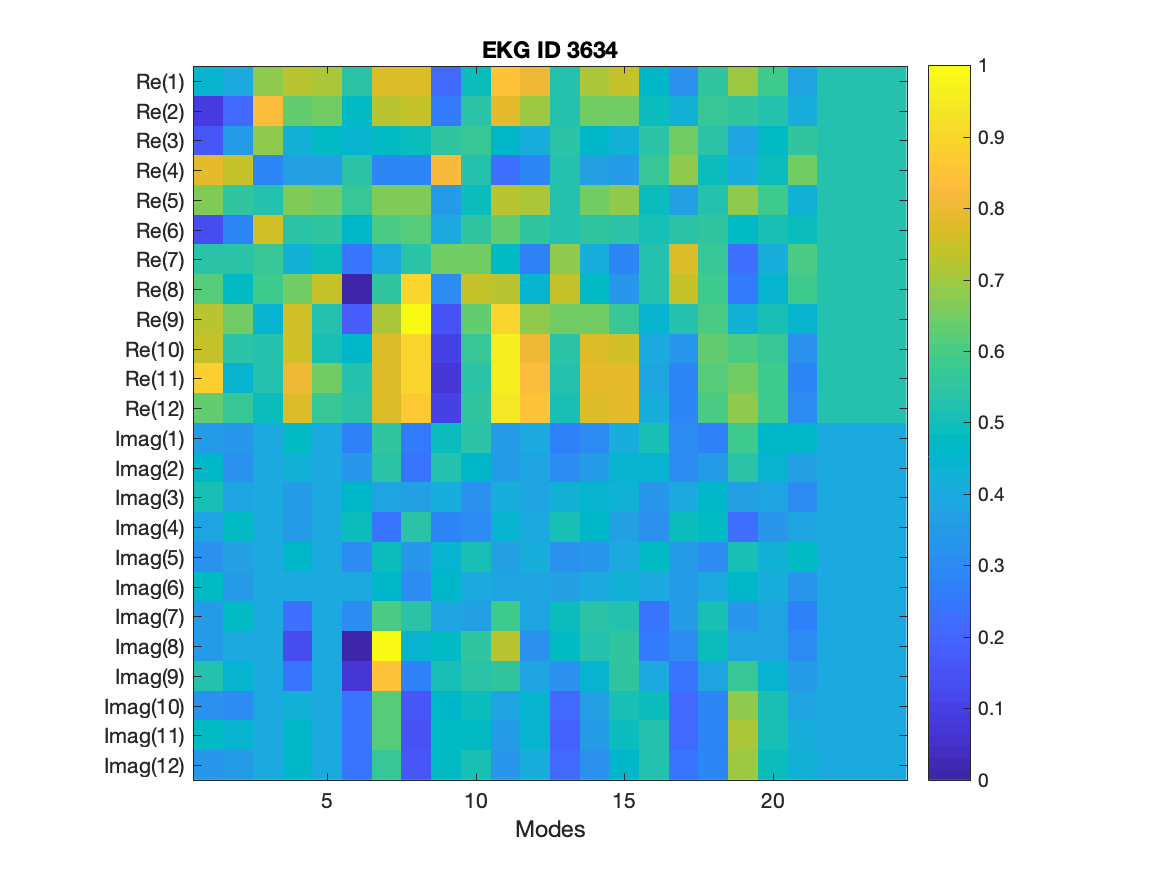 EKG ID 3634
Re(1)
Re(2)
Re(3)
Re(4)
Re(5)
Re(6)
Re(7)
Re(8)
Re(9)
Re(10)
Re(11)
Re(12)
Imag(1)
Imag(2)
Imag(3)
Imag(4)
Imag(5)
Imag(6)
Imag(7)
Imag(8)
Imag(9)
Imag(10)
Imag(11)
Imag(12)
5 10 15 20
Modes
1
0.9
0.8
0.7
0.6
0.5
0.4
0.3
0.2
0.1
0